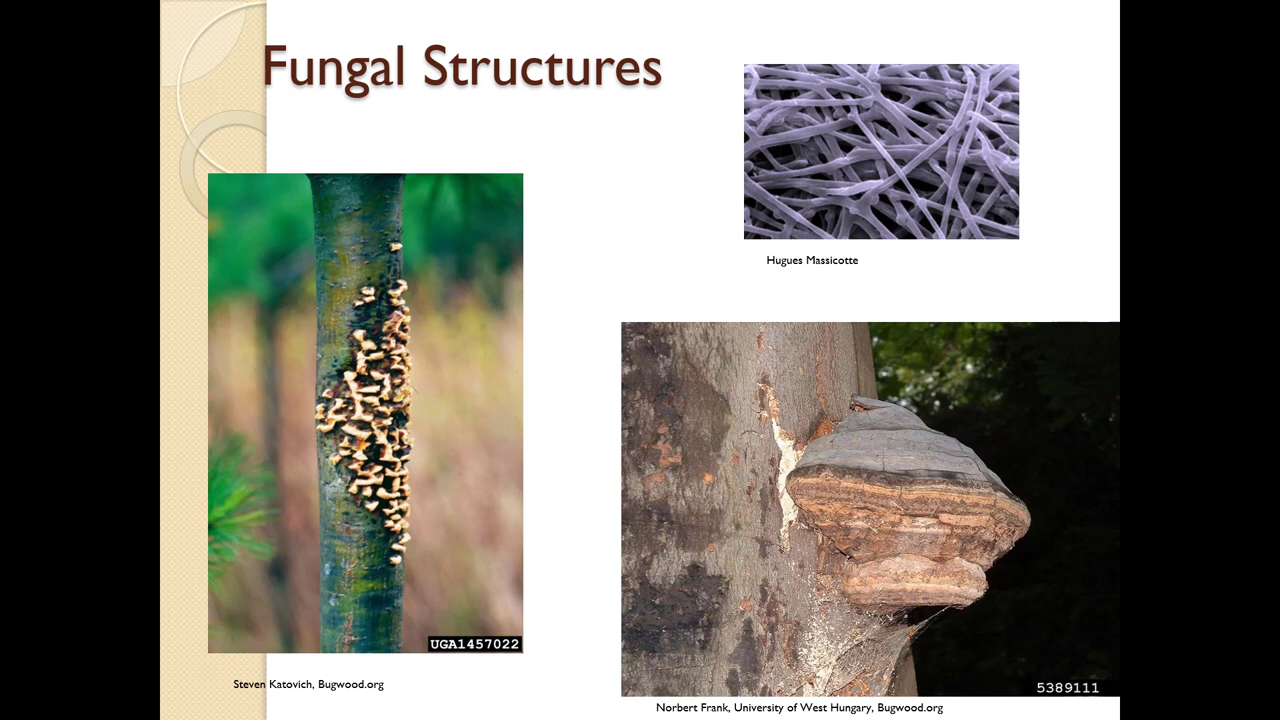 Fungal Structures
Hugues Massicotte
UGA1457022
Steven Katovich, Bugwood.org
5389111
Norbert Frank, University of West Hungary, Bugwood.org